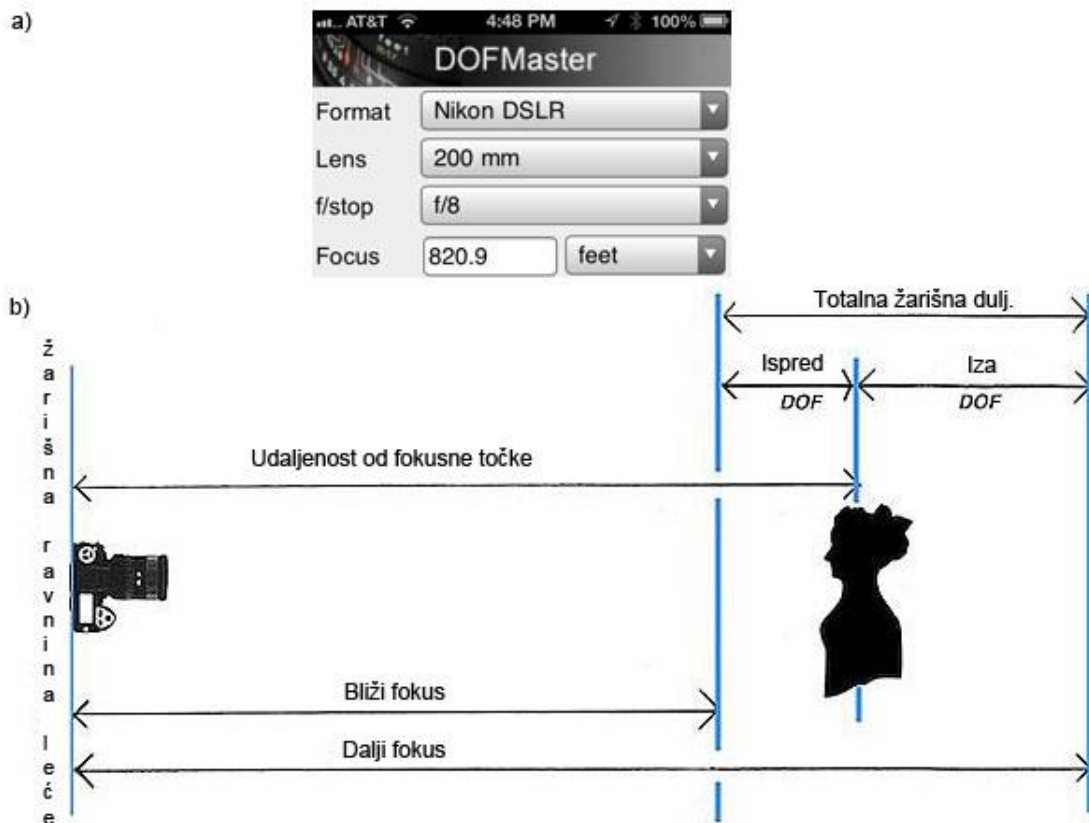 a)
AT&T 4:48 PM 100%
DOFMaster
Format Nikon DSLR
Lens 200 mm
f/stop f/8
Focus 820.9 feet
b)
Totalna žarišna dulj.
Ispred Iza
DOF DOF
Udaljenost od fokusne točke
Bliži fokus
Dalji fokus
žarišna ravnina leće